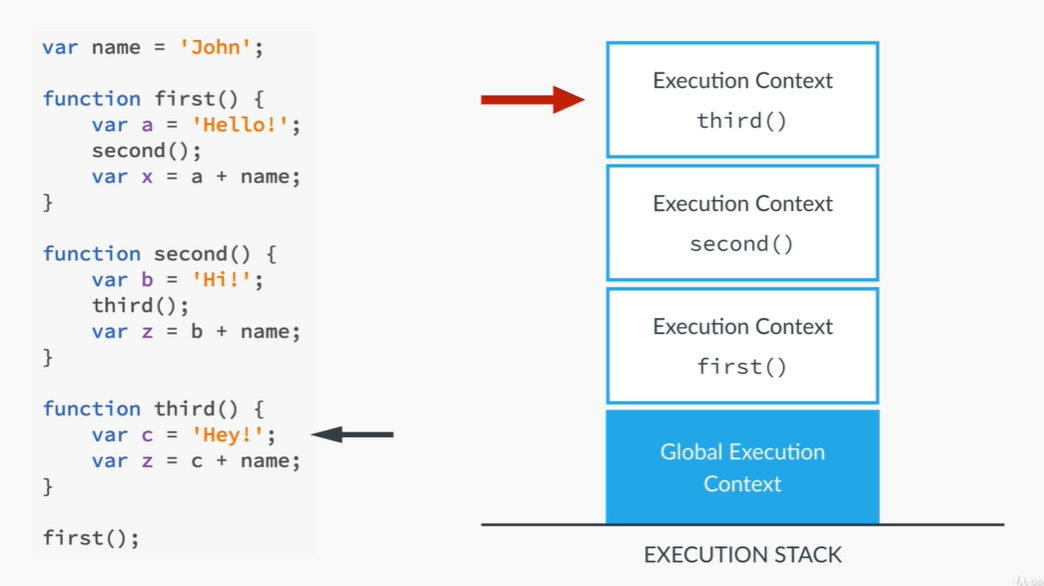 var name = 'John';
function first() {
var a = 'Hello!';
second();
var x = a + name;
}
function second() {
var b = 'Hi!';
third();
var z = b + name;
}
function third() {
var c = 'Hey!';
var z = c + name;
}
first();
Execution Context
third()
Execution Context
second()
Execution Context
first()
Global Execution
Context
EXECUTION STACK